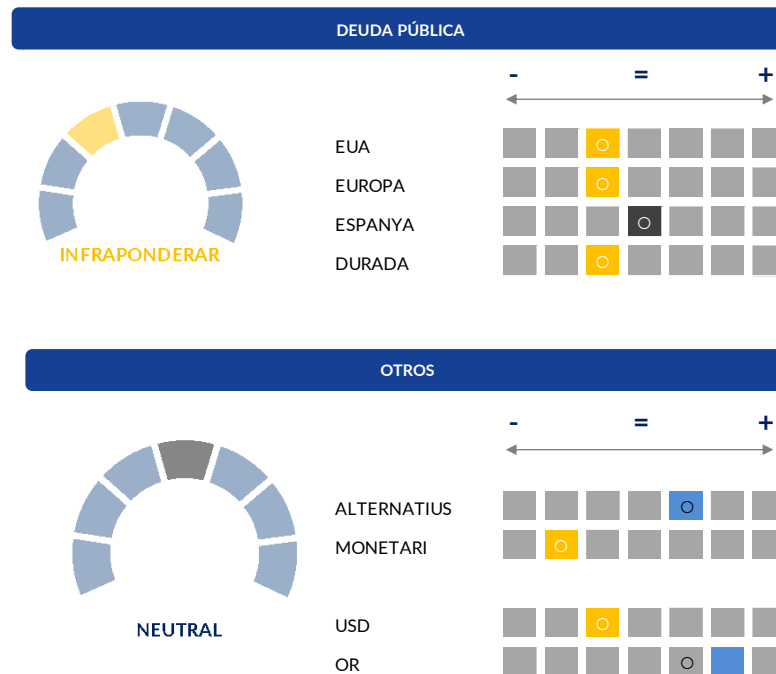 DEUDA PÚBLICA
- = +
EUA
EUROPA
ESPANYA
DURADA
INFRAPONDERAR
OTROS
- = +
ALTERNATIUS
MONETARI
NEUTRAL
USD
OR